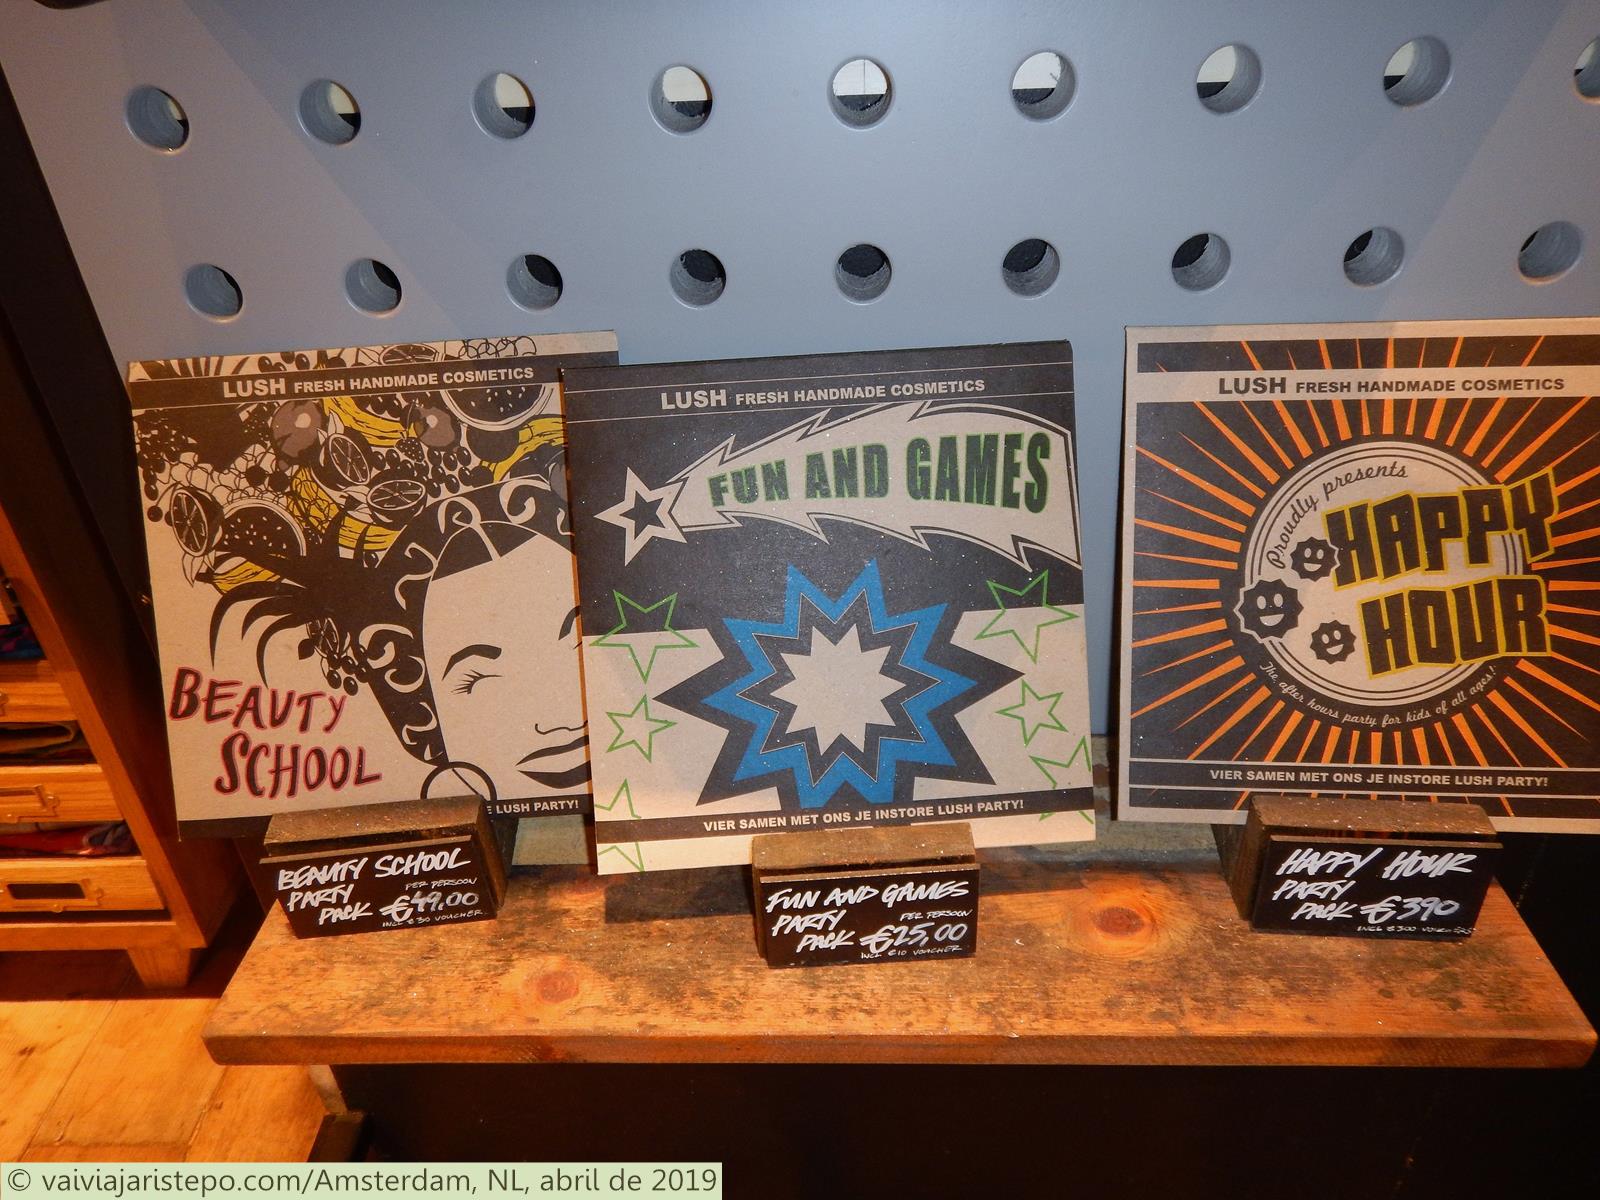 LUSH FRESH HANDMADE COSMETICS
BEAUTY
SCHOOL
LUSH PARTY!
BEAUTY SCHOOL
PARTY PER PERSOON
PACK €49,00
INCL €30 VOUCHER
LUSH FRESH HANDMADE COSMETICS
FUN AND GAMES
VIER SAMEN MET ONS JE INSTORE LUSH PARTY!
FUN AND GAMES
PARTY PER PERSOON
PACK €25,00
INCL €10 VOUCHER
LUSH FRESH HANDMADE COSMETICS
Proudly presents
HAPPY
HOUR
The after hours party for kids of all ages!
VIER SAMEN MET ONS JE INSTORE LUSH PARTY!
HAPPY HOUR
PARTY
PACK €390
INCL €300 VOUCHERS
© vaiviajaristepo.com/Amsterdam, NL, abril de 2019